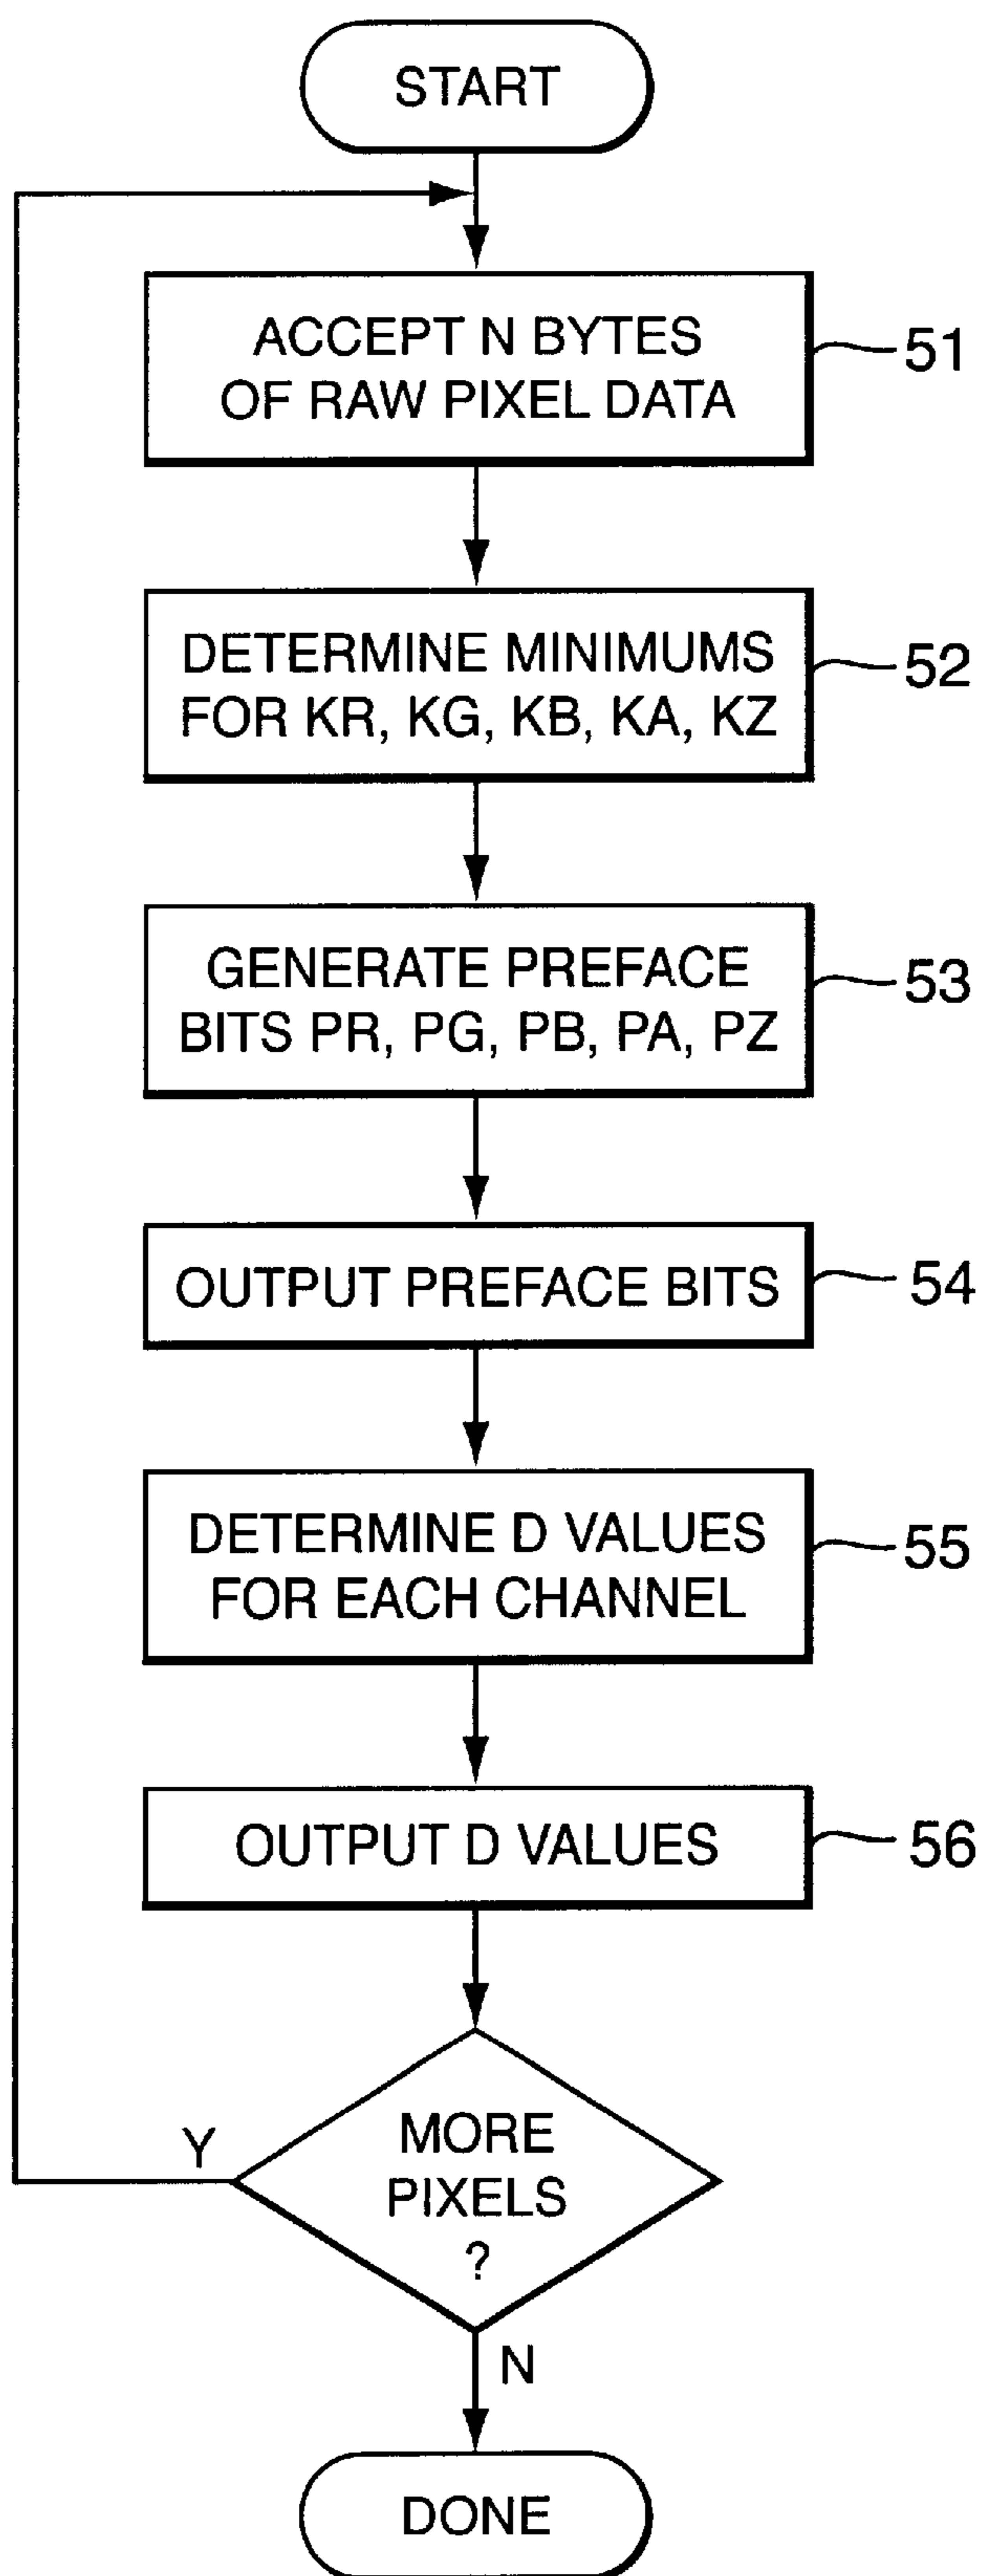 START
ACCEPT N BYTES
OF RAW PIXEL DATA
51
DETERMINE MINIMUMS
FOR KR, KG, KB, KA, KZ
52
GENERATE PREFACE
BITS PR, PG, PB, PA, PZ
53
OUTPUT PREFACE BITS
54
DETERMINE D VALUES
FOR EACH CHANNEL
55
OUTPUT D VALUES
56
MORE
PIXELS
?
Y
N
DONE